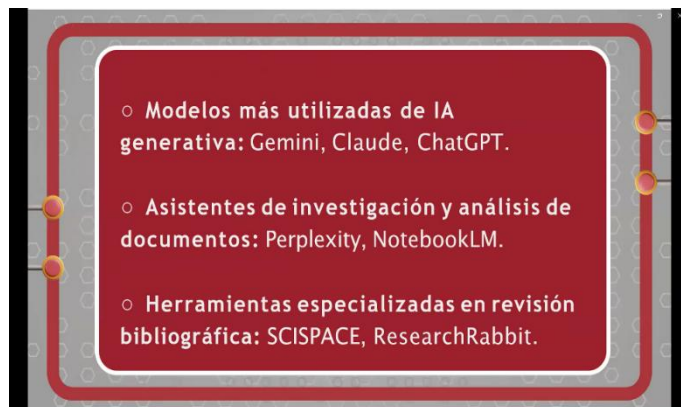 ○ Modelos más utilizadas de IA
generativa: Gemini, Claude, ChatGPT.
○ Asistentes de investigación y análisis de
documentos: Perplexity, NotebookLM.
○ Herramientas especializadas en revisión
bibliográfica: SCISPACE, ResearchRabbit.